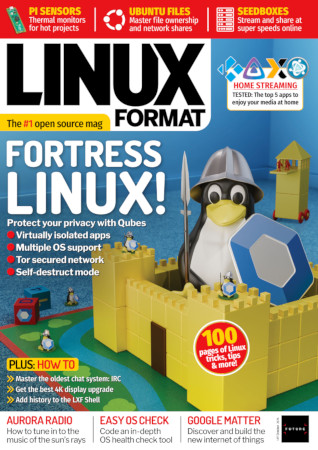 PI SENSORS
Thermal monitors
for hot projects
UBUNTU FILES
Master file ownership
and network shares
SEEDBOXES
Stream and share at
super speeds online
LINUX
FORMAT
The #1 open source mag
HOME STREAMING
TESTED: The top 5 apps to
enjoy your media at home
FORTRESS
LINUX!
Protect your privacy with Qubes
Virtually isolated apps
Multiple OS support
Tor secured network
Self-destruct mode
100
pages of Linux
tricks, tips
& more!
PLUS: HOW TO
Master the oldest chat system: IRC
Get the best 4K display upgrade
Add history to the LXF Shell
AURORA RADIO
How to tune in to the
music of the sun's rays
EASY OS CHECK
Code an in-depth
OS health check tool
GOOGLE MATTER
Discover and build the
new internet of things
FUTURE